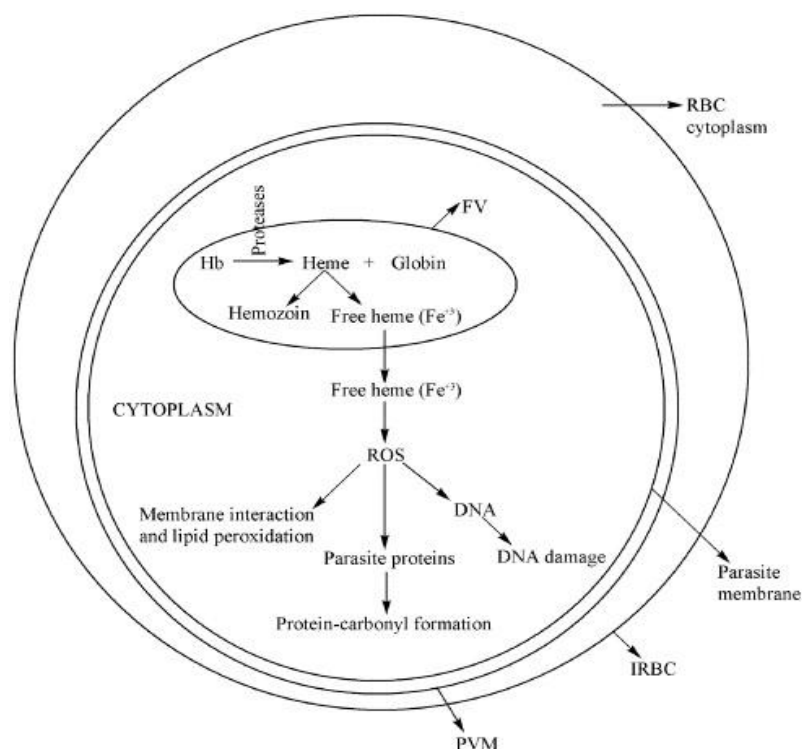 RBC
cytoplasm
FV
Proteases
Hb
Heme + Globin
Hemozoin
Free heme (Fe⁺³)
Free heme (Fe⁺³)
CYTOPLASM
ROS
Membrane interaction
and lipid peroxidation
DNA
Parasite proteins
DNA damage
Parasite
membrane
Protein-carbonyl formation
IRBC
PVM